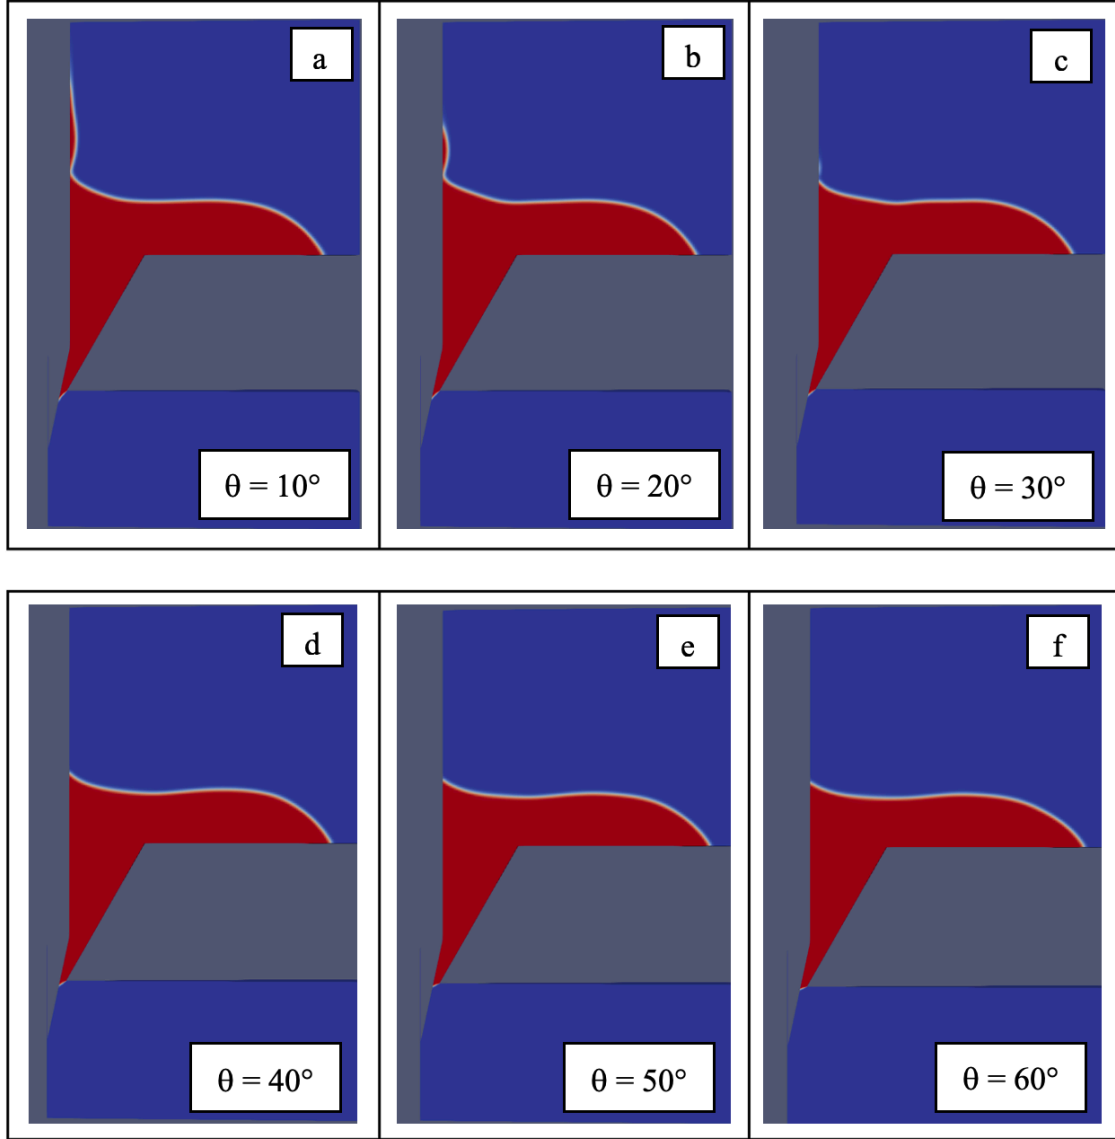 a
b
c
θ = 10°
θ = 20°
θ = 30°
d
e
f
θ = 40°
θ = 50°
θ = 60°